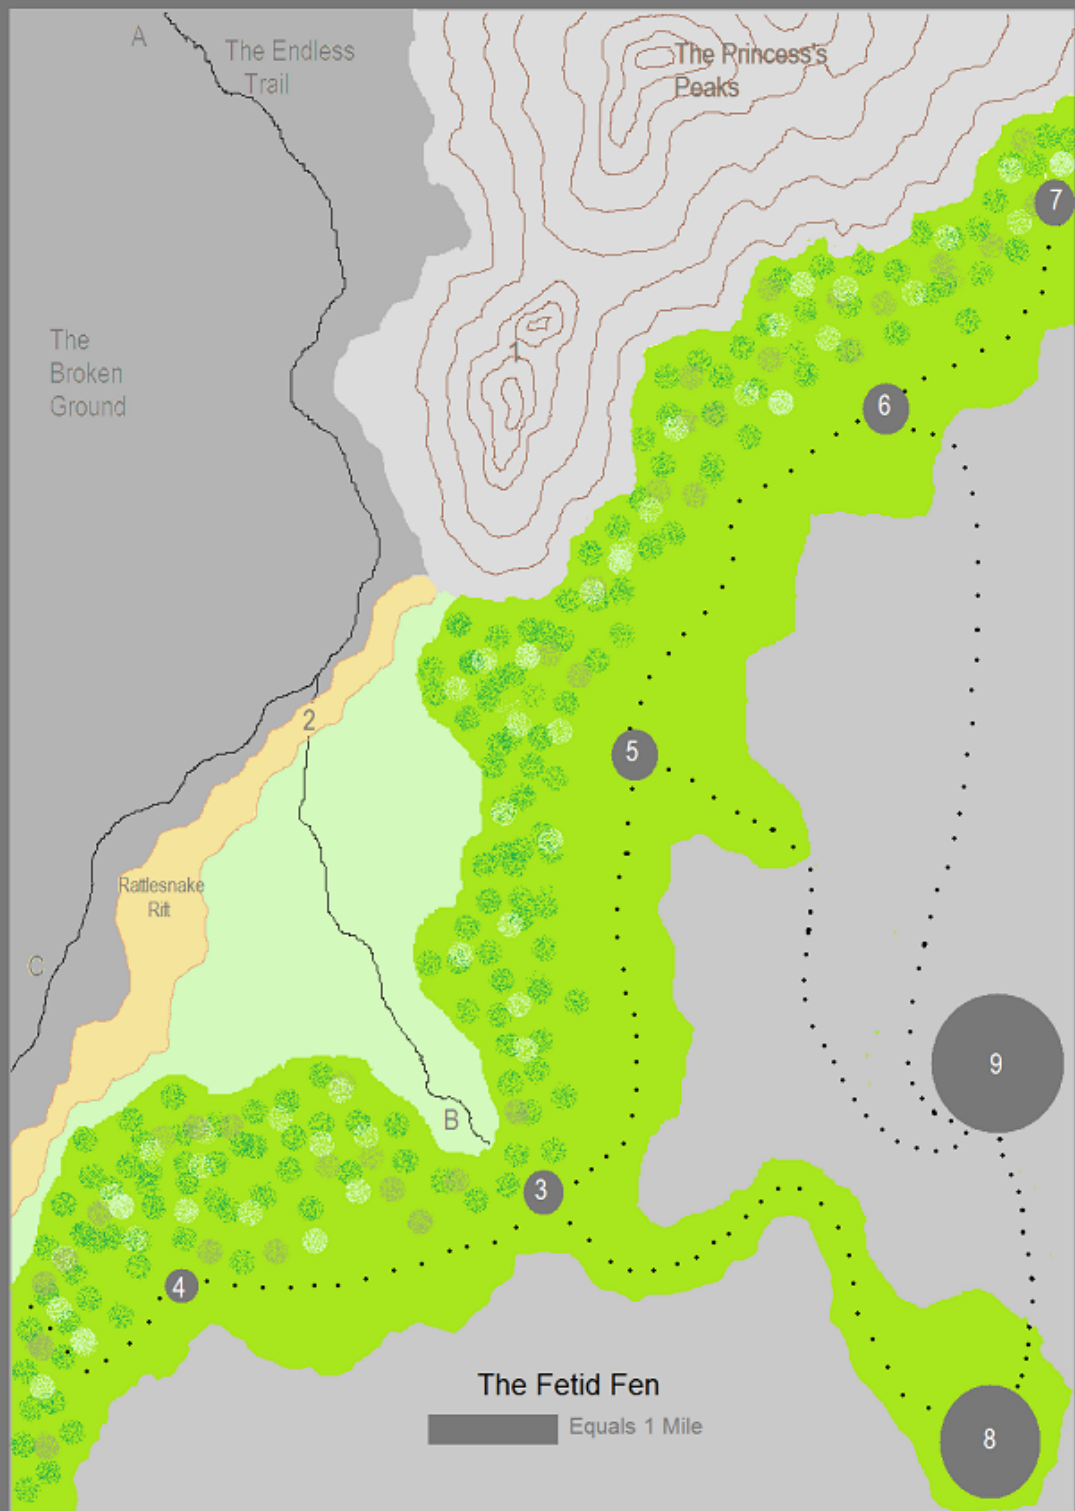 A
The Endless
Trail
The Princess's
Peaks
7
The
Broken
Ground
1
6
2
5
Rattlesnake
Rift
C
9
B
3
4
The Fetid Fen
Equals 1 Mile
8